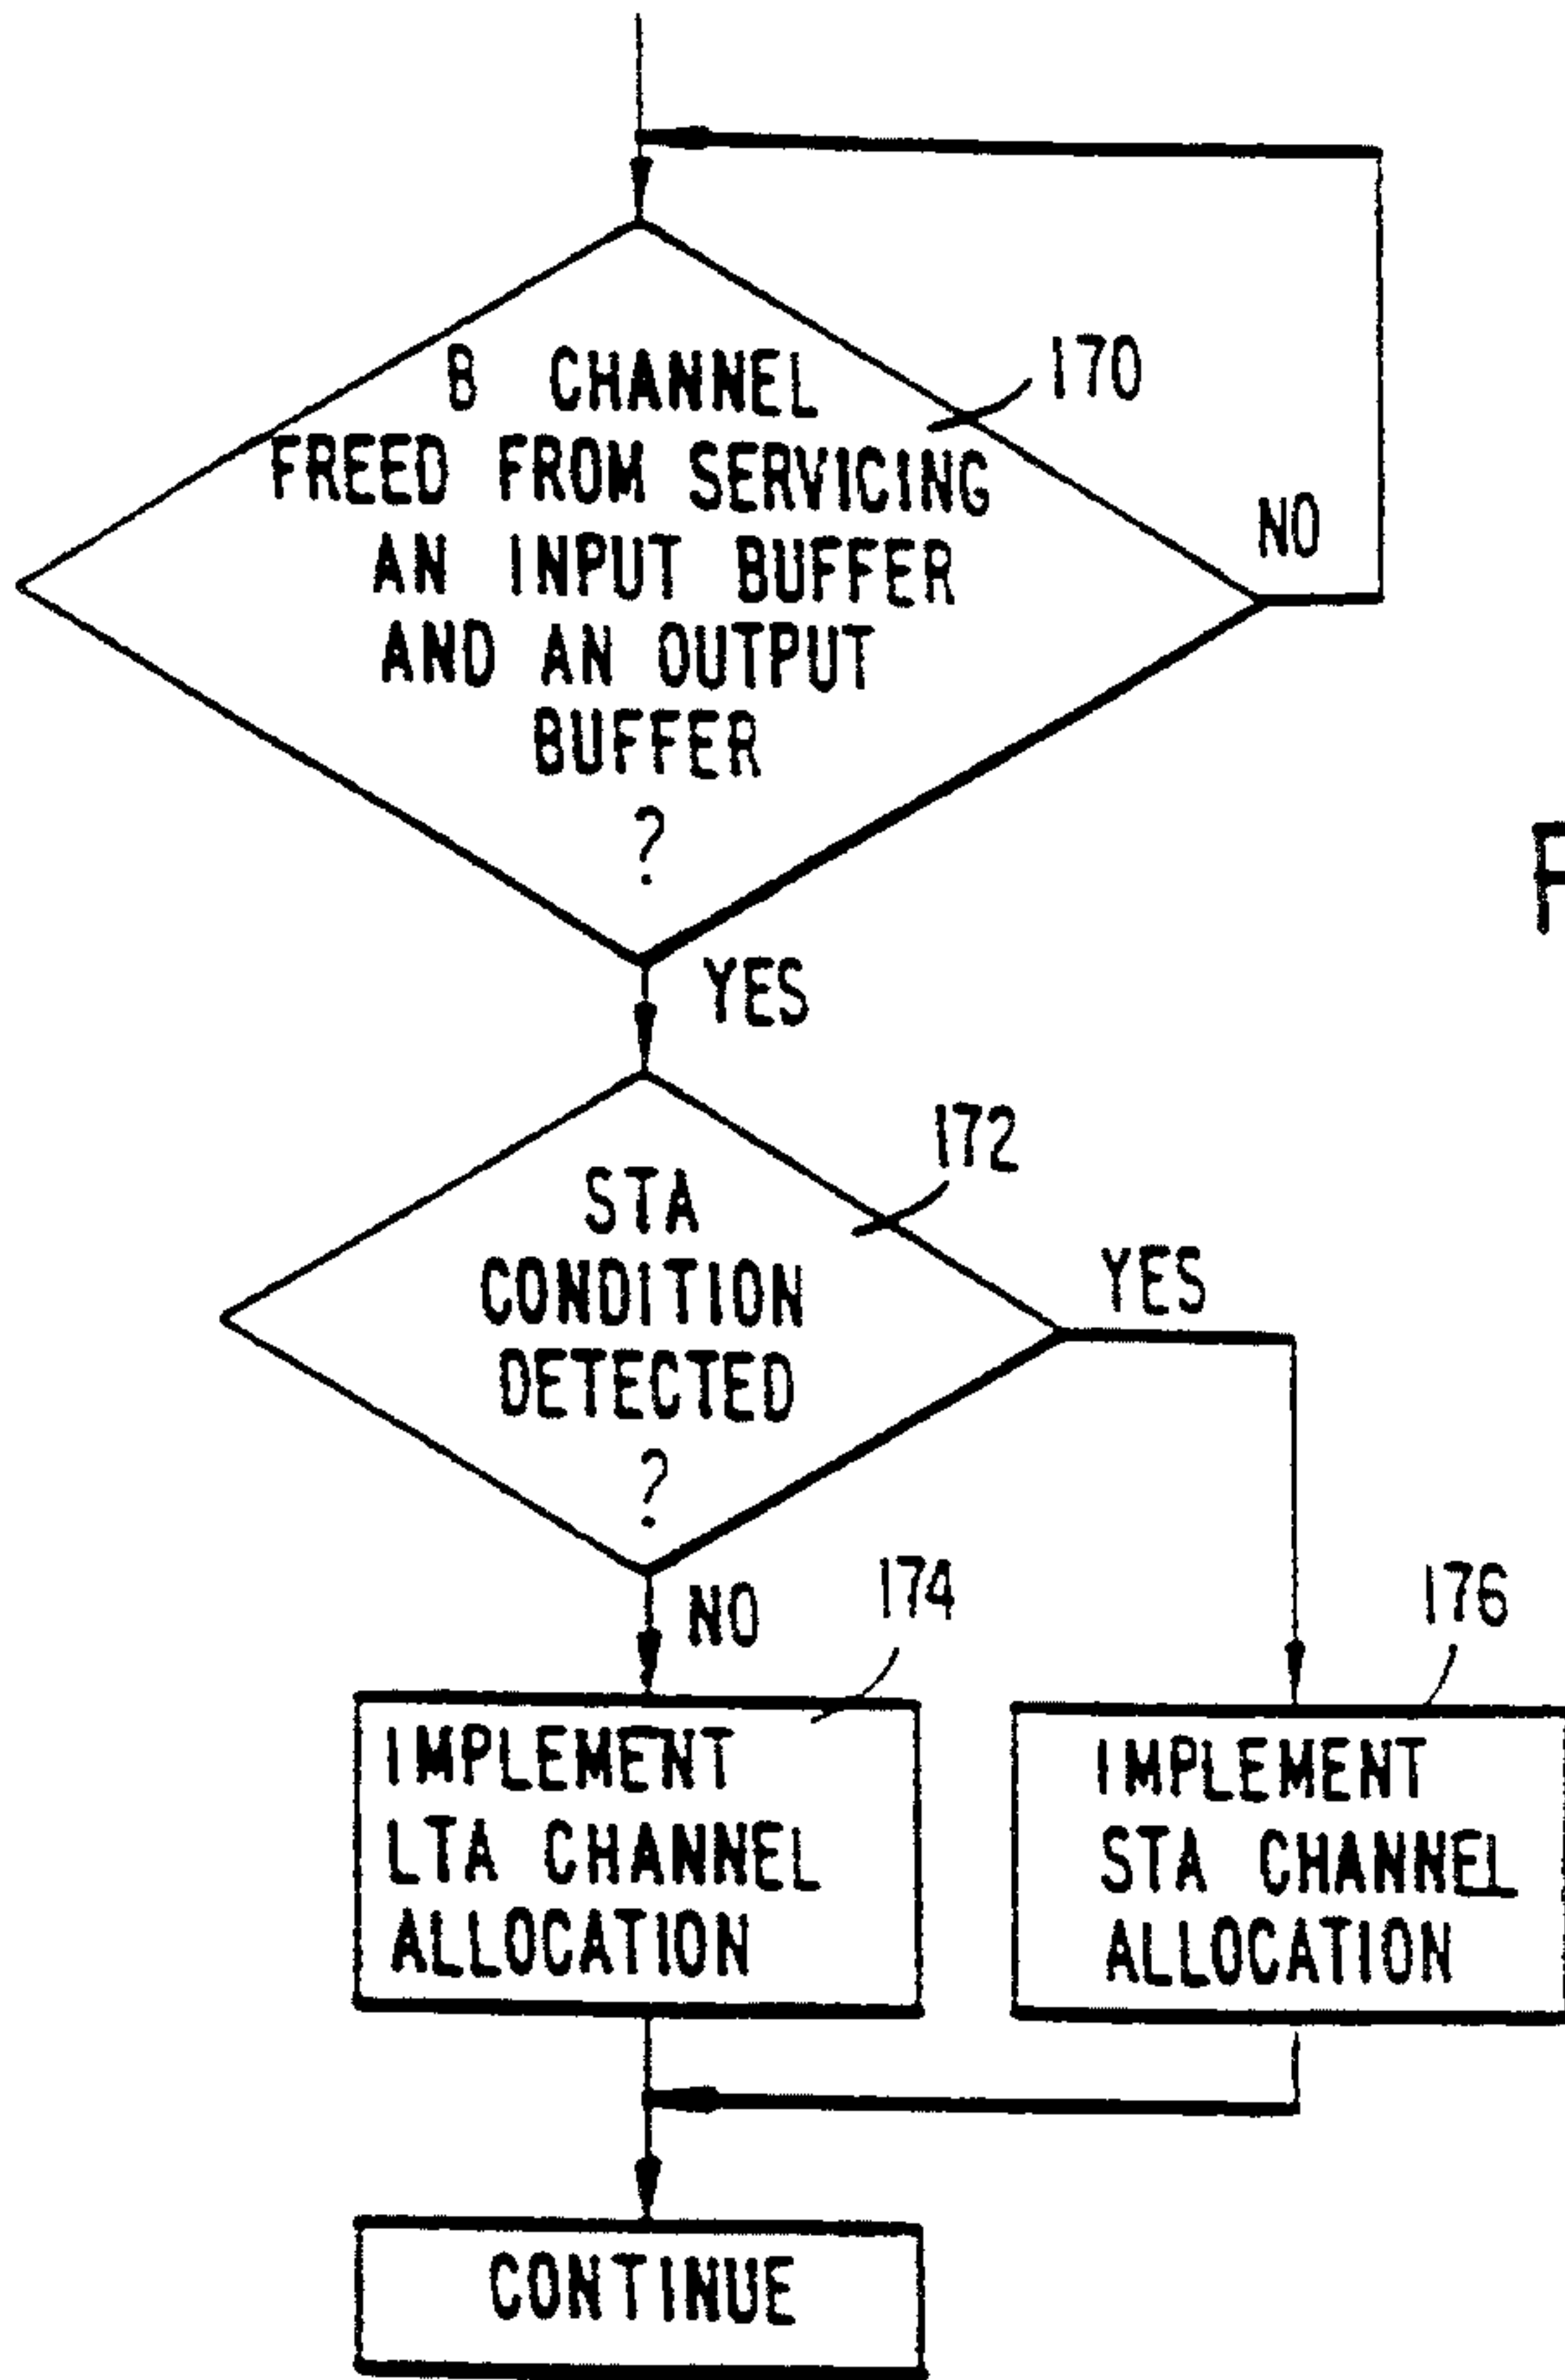 B CHANNEL
FREED FROM SERVICING
AN INPUT BUFFER
AND AN OUTPUT
BUFFER
?
170
NO
YES
STA
CONDITION
DETECTED
?
172
YES
NO
174
IMPLEMENT
LTA CHANNEL
ALLOCATION
176
IMPLEMENT
STA CHANNEL
ALLOCATION
CONTINUE
F